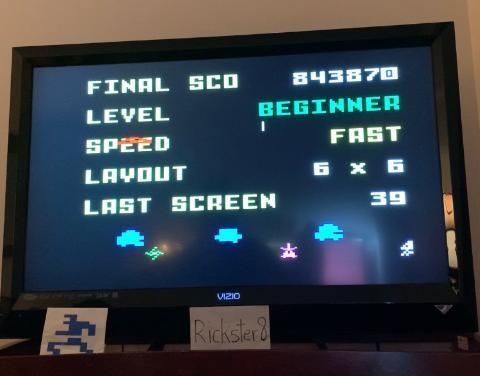 FINAL SCO 843870
LEVEL BEGINNER
SPEED FAST
LAYOUT 6 x 6
LAST SCREEN 39
VIZIO
Rickster8